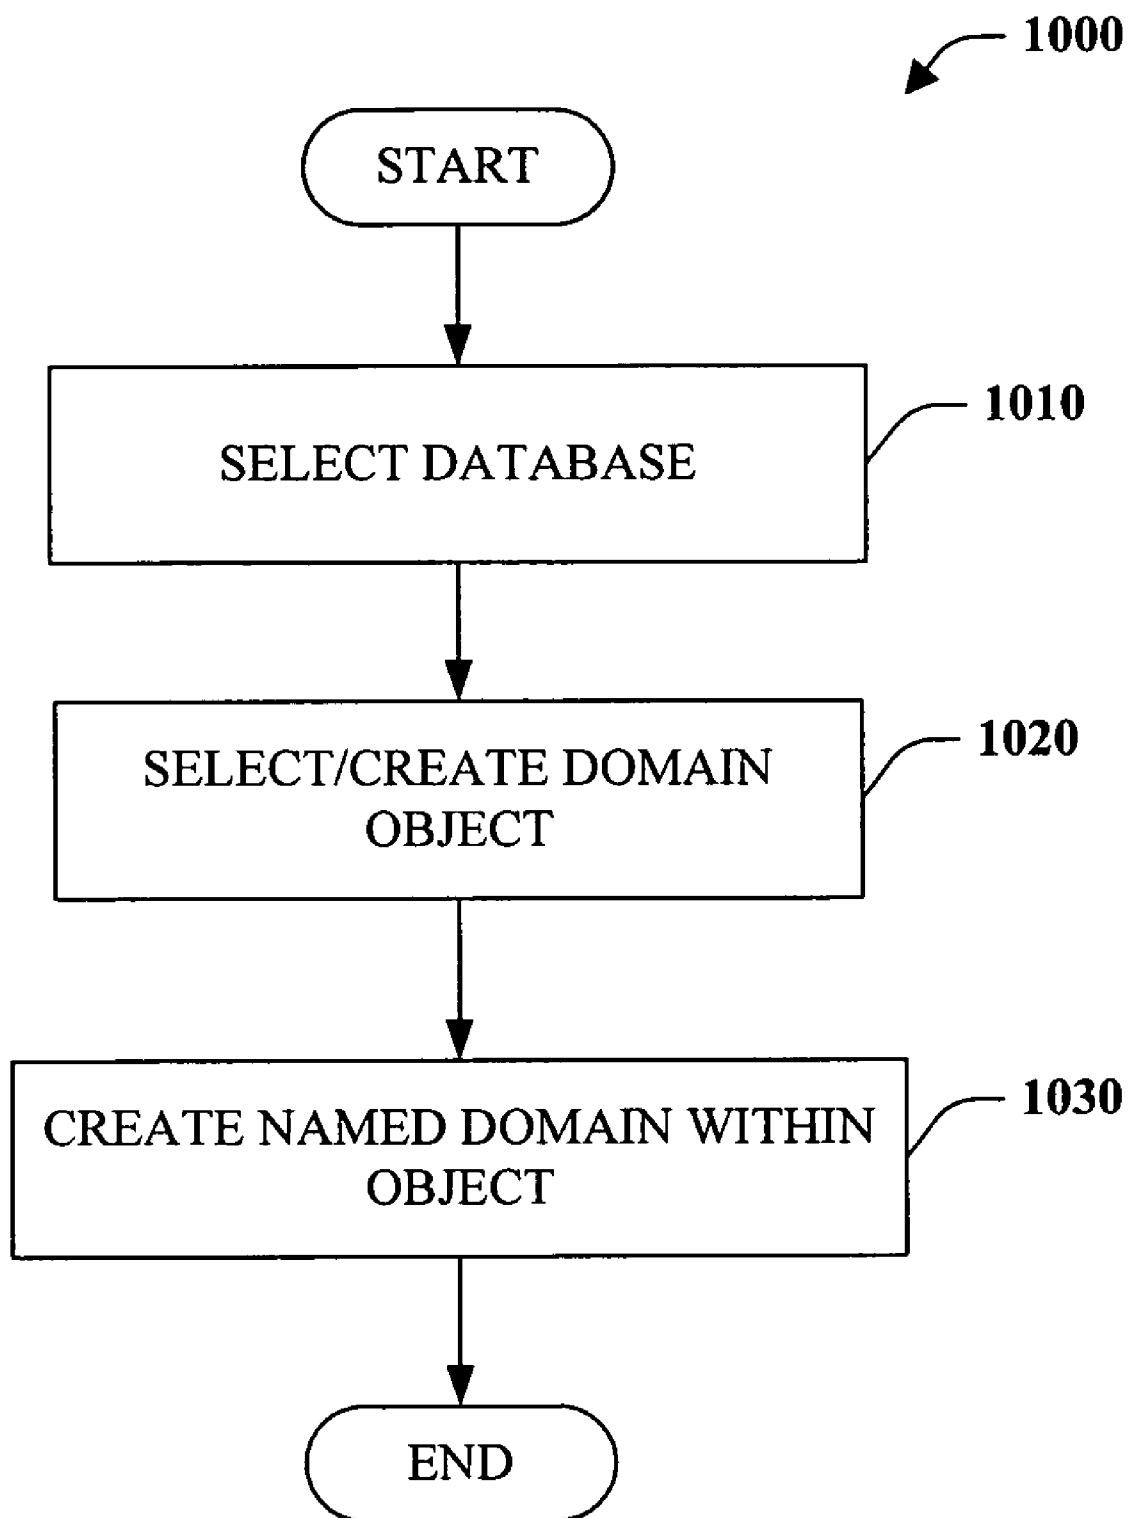 1000
START
SELECT DATABASE
1010
SELECT/CREATE DOMAIN
OBJECT
1020
CREATE NAMED DOMAIN WITHIN
OBJECT
1030
END